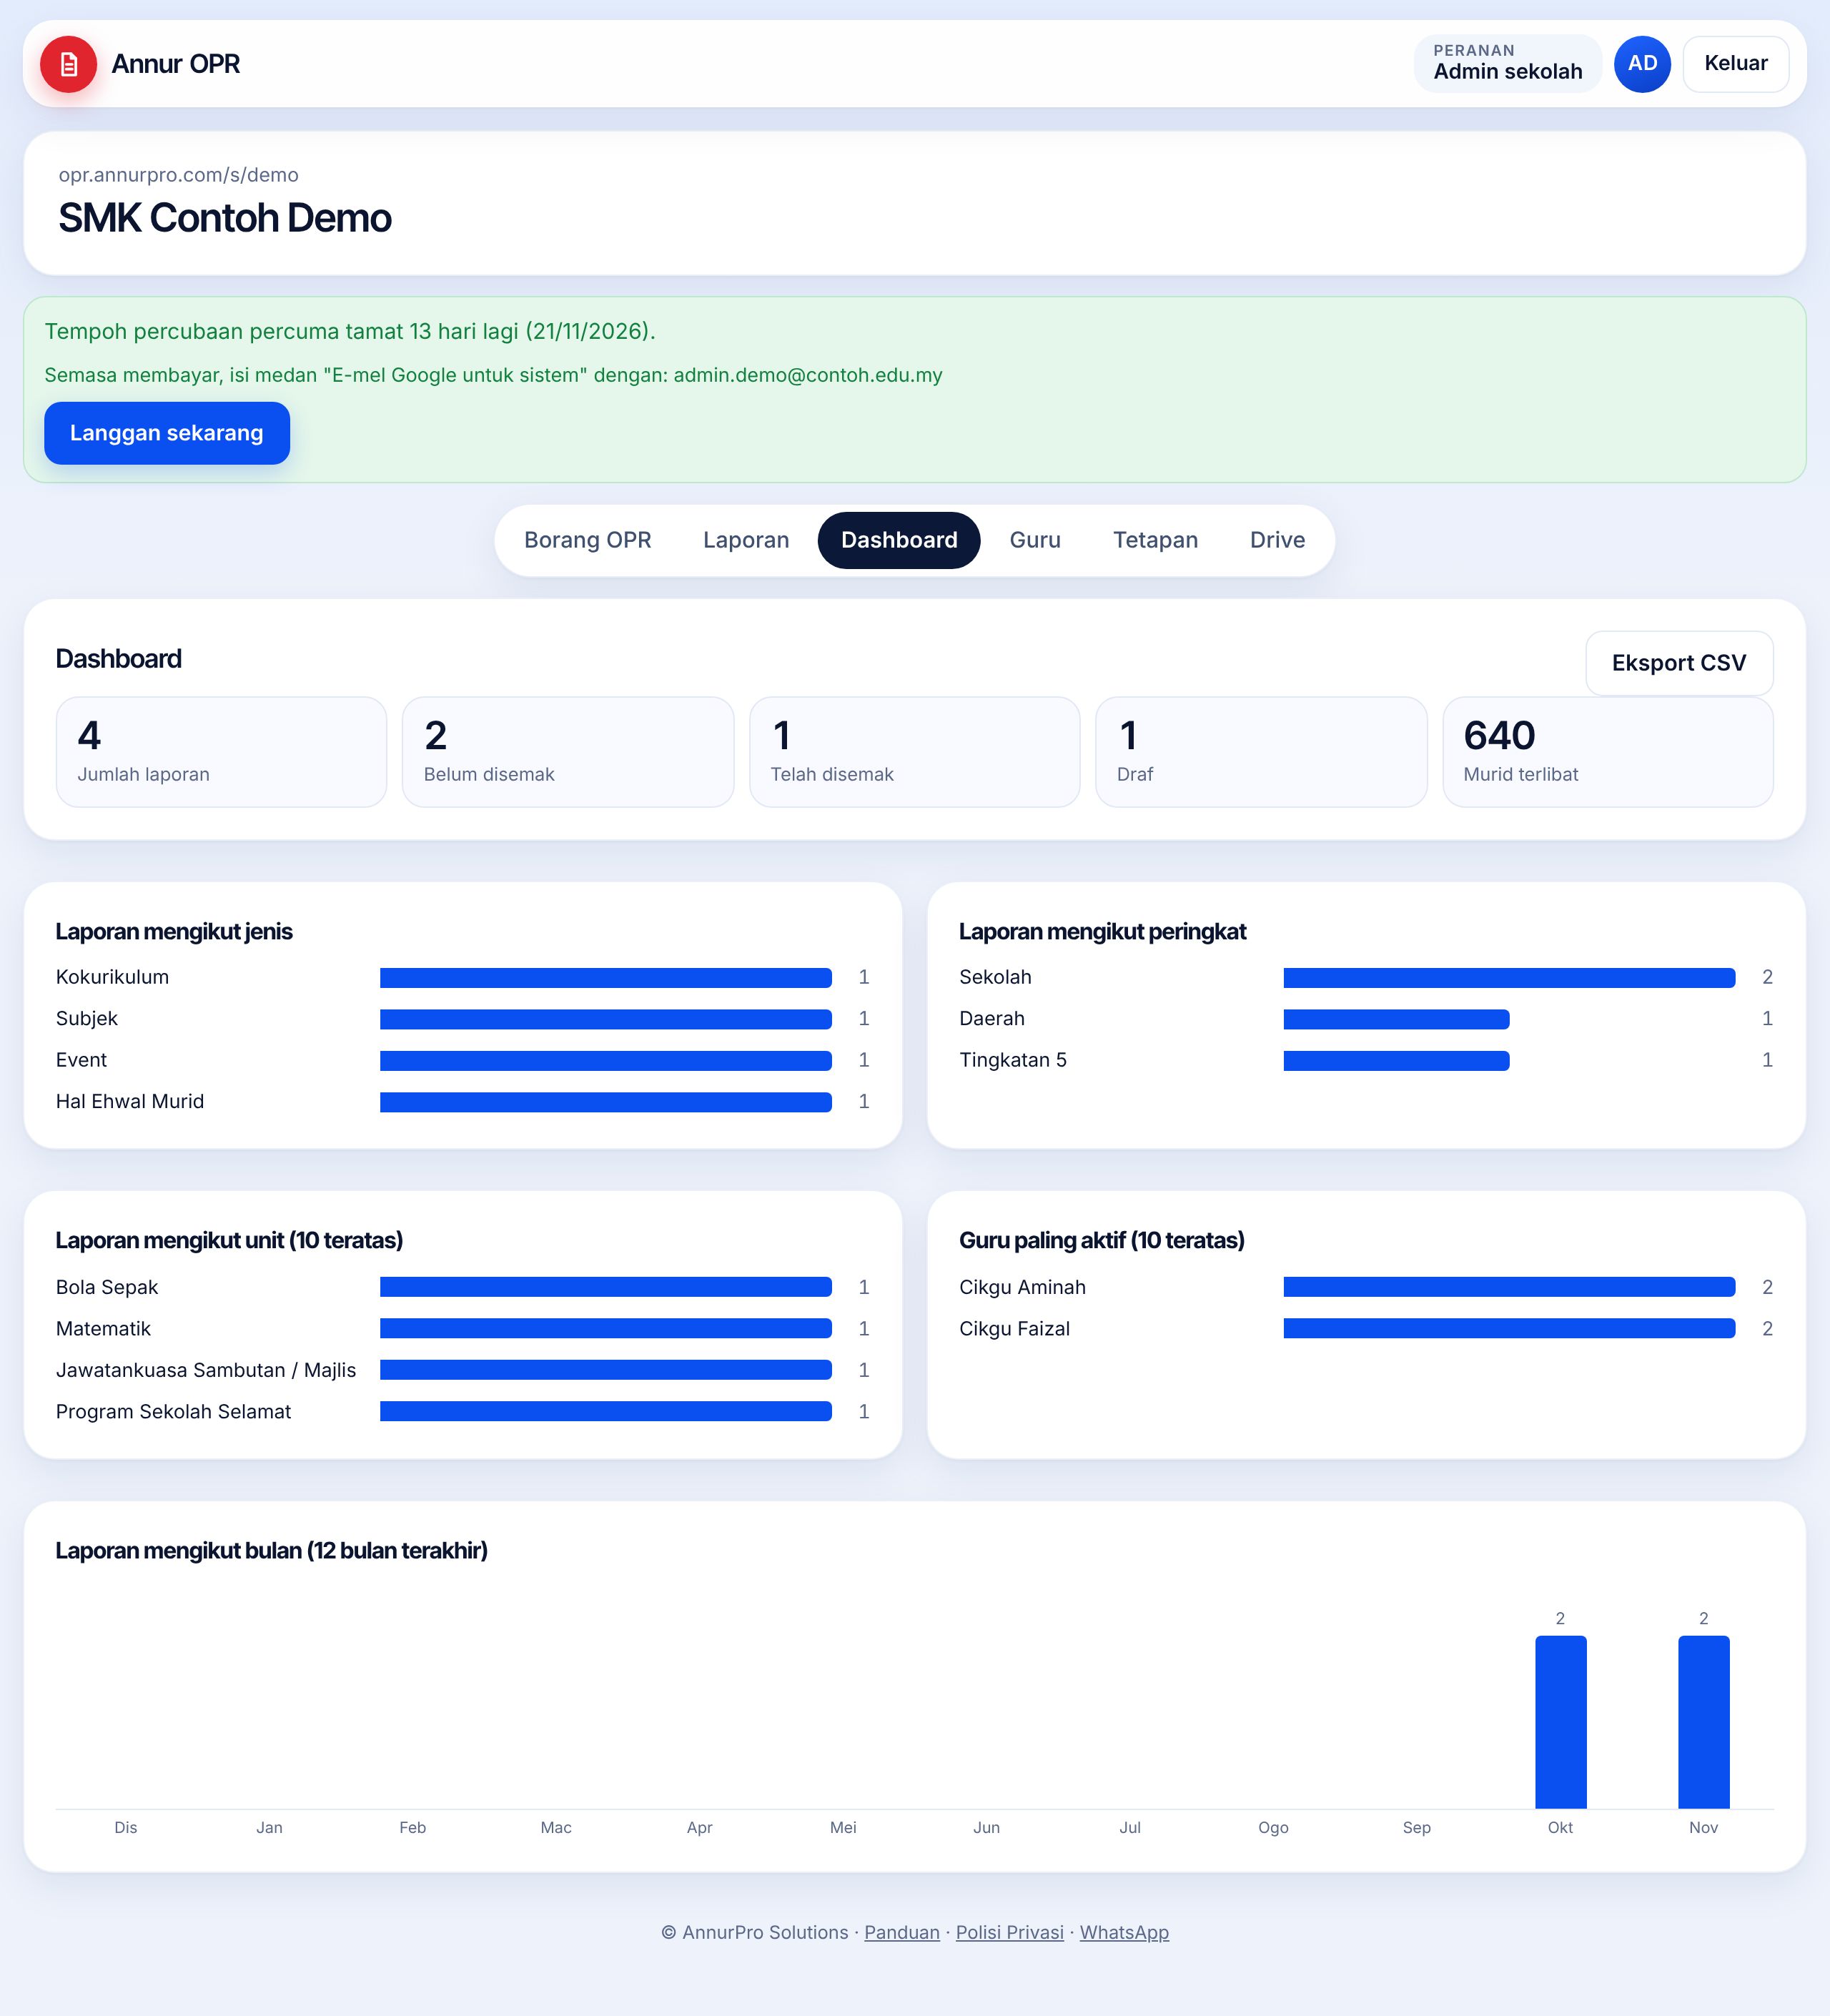 Annur OPR
PERANAN
Admin sekolah
AD
Keluar
opr.annurpro.com/s/demo
SMK Contoh Demo
Tempoh percubaan percuma tamat 13 hari lagi (21/11/2026).
Semasa membayar, isi medan "E-mel Google untuk sistem" dengan: admin.demo@contoh.edu.my
Langgan sekarang
Borang OPR Laporan Dashboard Guru Tetapan Drive
Dashboard
Eksport CSV
4
Jumlah laporan
2
Belum disemak
1
Telah disemak
1
Draf
640
Murid terlibat
Laporan mengikut jenis
Kokurikulum 1
Subjek 1
Event 1
Hal Ehwal Murid 1
Laporan mengikut peringkat
Sekolah 2
Daerah 1
Tingkatan 5 1
Laporan mengikut unit (10 teratas)
Bola Sepak 1
Matematik 1
Jawatankuasa Sambutan / Majlis 1
Program Sekolah Selamat 1
Guru paling aktif (10 teratas)
Cikgu Aminah 2
Cikgu Faizal 2
Laporan mengikut bulan (12 bulan terakhir)
2 2
Dis Jan Feb Mac Apr Mei Jun Jul Ogo Sep Okt Nov
© AnnurPro Solutions · Panduan · Polisi Privasi · WhatsApp